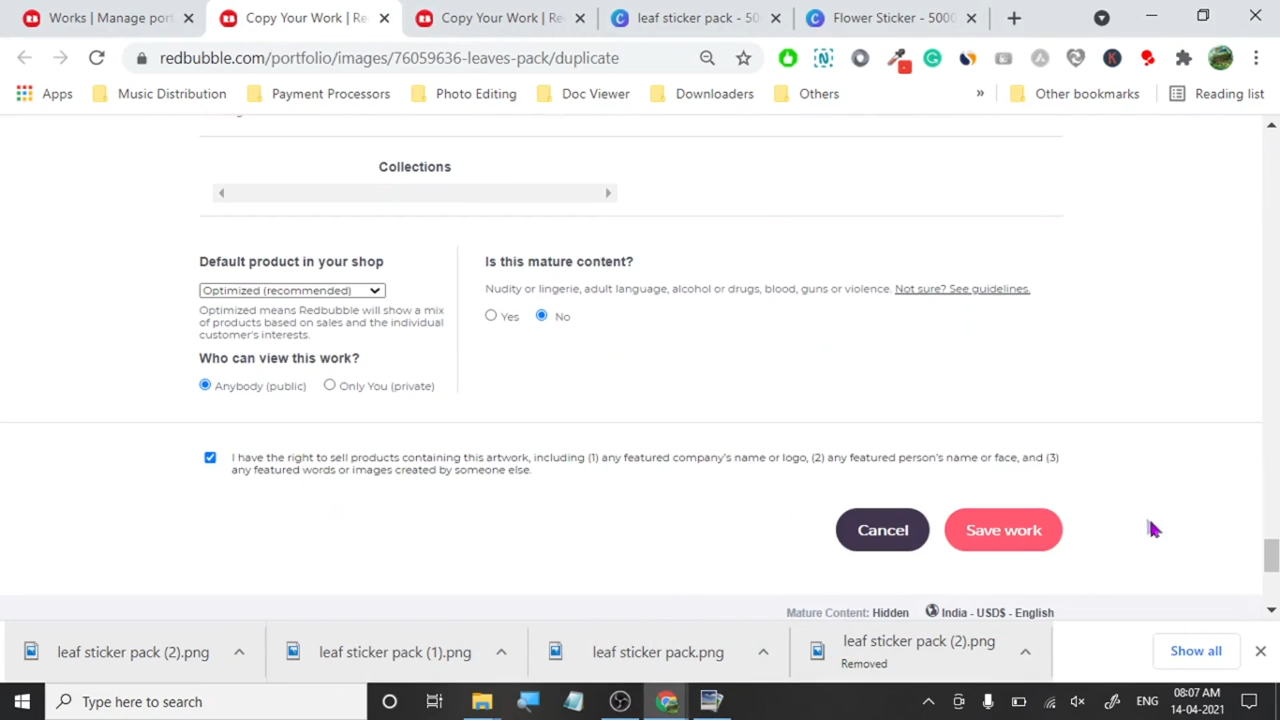 Works | Manage port
Copy Your Work | Re
Copy Your Work | Re
leaf sticker pack - 50
Flower Sticker - 5000
redbubble.com/portfolio/images/76059636-leaves-pack/duplicate
Apps
Music Distribution
Payment Processors
Photo Editing
Doc Viewer
Downloaders
Others
»
Other bookmarks
Reading list
Collections
Default product in your shop
Is this mature content?
Optimized (recommended)
Nudity or lingerie, adult language, alcohol or drugs, blood, guns or violence. Not sure? See guidelines.
Optimized means Redbubble will show a mix
of products based on sales and the individual
customer's interests.
Yes
No
Who can view this work?
Anybody (public)
Only You (private)
I have the right to sell products containing this artwork, including (1) any featured company's name or logo, (2) any featured person's name or face, and (3)
any featured words or images created by someone else.
Cancel
Save work
Mature Content: Hidden
India - USD$ - English
leaf sticker pack (2).png
leaf sticker pack (1).png
leaf sticker pack.png
leaf sticker pack (2).png
Removed
Show all
Type here to search
ENG
08:07 AM
14-04-2021